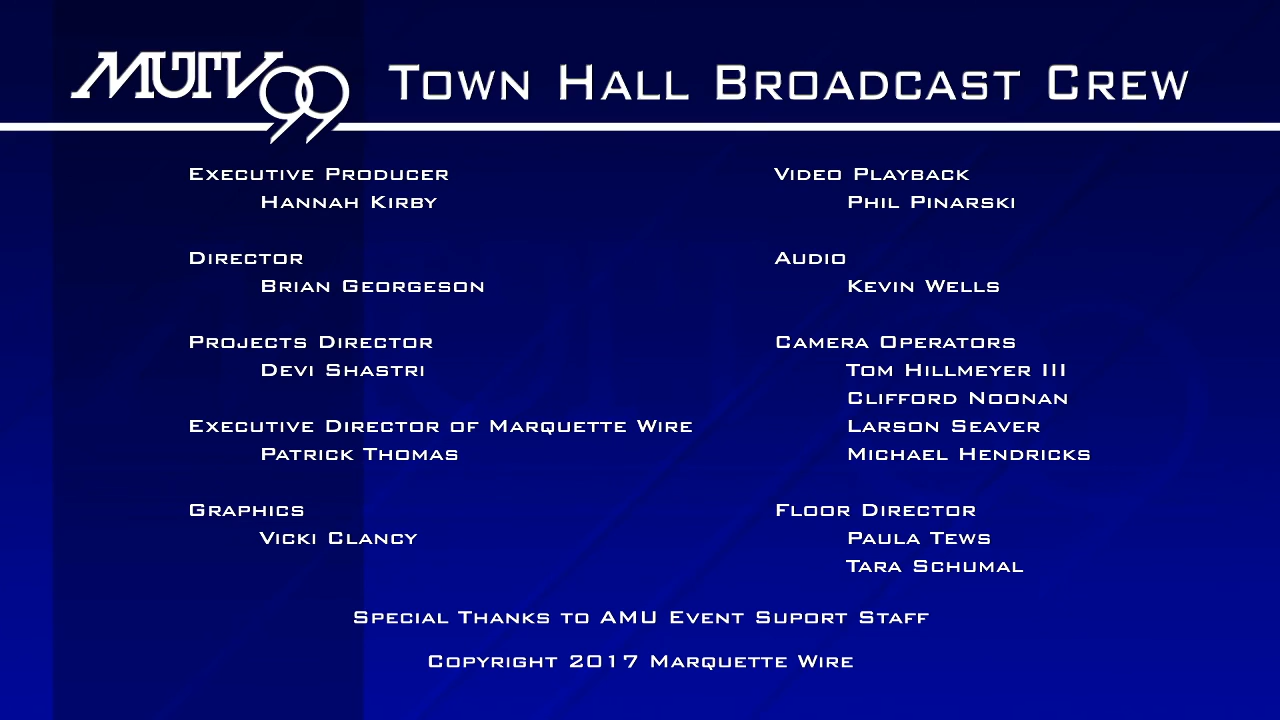 MUTV99 Town Hall Broadcast Crew
Executive Producer
Hannah Kirby
Director
Brian Georgeson
Projects Director
Devi Shastri
Executive Director of Marquette Wire
Patrick Thomas
Graphics
Vicki Clancy
Video Playback
Phil Pinarski
Audio
Kevin Wells
Camera Operators
Tom Hillmeyer III
Clifford Noonan
Larson Seaver
Michael Hendricks
Floor Director
Paula Tews
Tara Schumal
Special Thanks to AMU Event Suport Staff
Copyright 2017 Marquette Wire